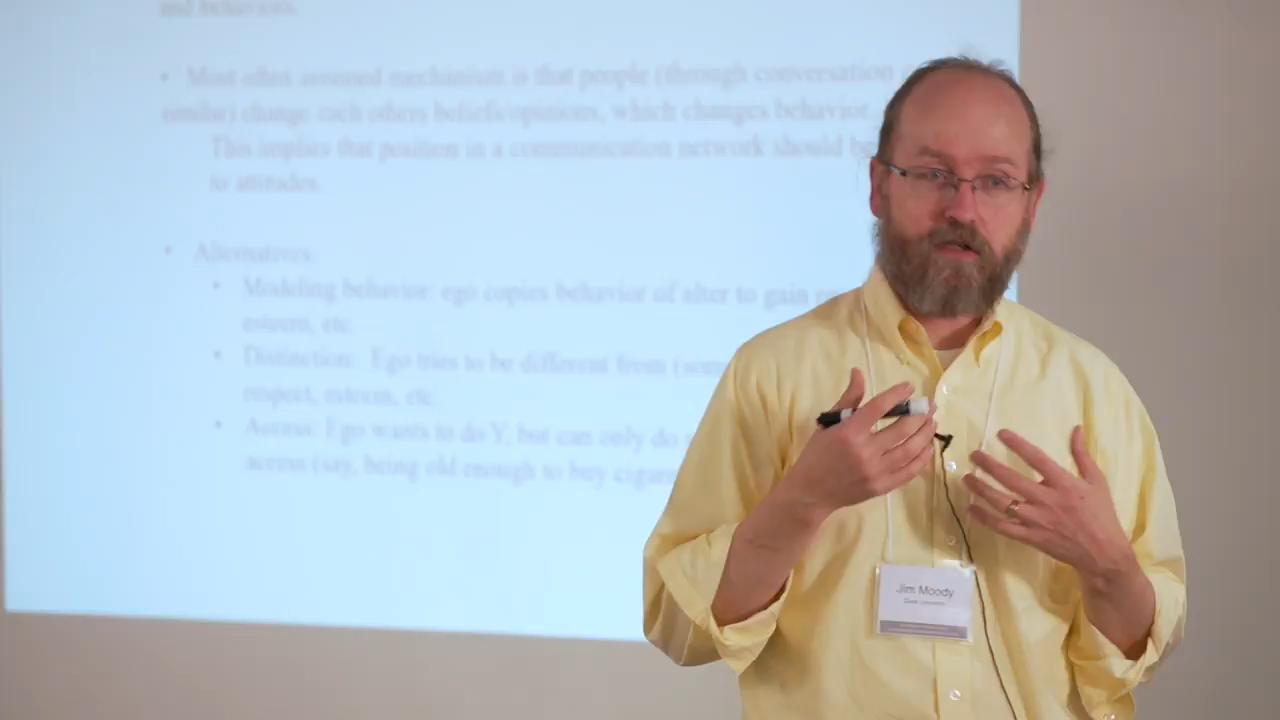 and behaviors.
• Most often assumed mechanism is that people (through conversation
similar) change each others beliefs/opinions, which changes behavior.
This implies that position in a communication network should be
to attitudes.
• Alternatives:
• Modeling behavior: ego copies behavior of alter to gain
esteem, etc.
• Distinction: Ego tries to be different from (some
respect, esteem, etc.
• Access: Ego wants to do Y, but can only do
access (say, being old enough to buy
Jim Moody